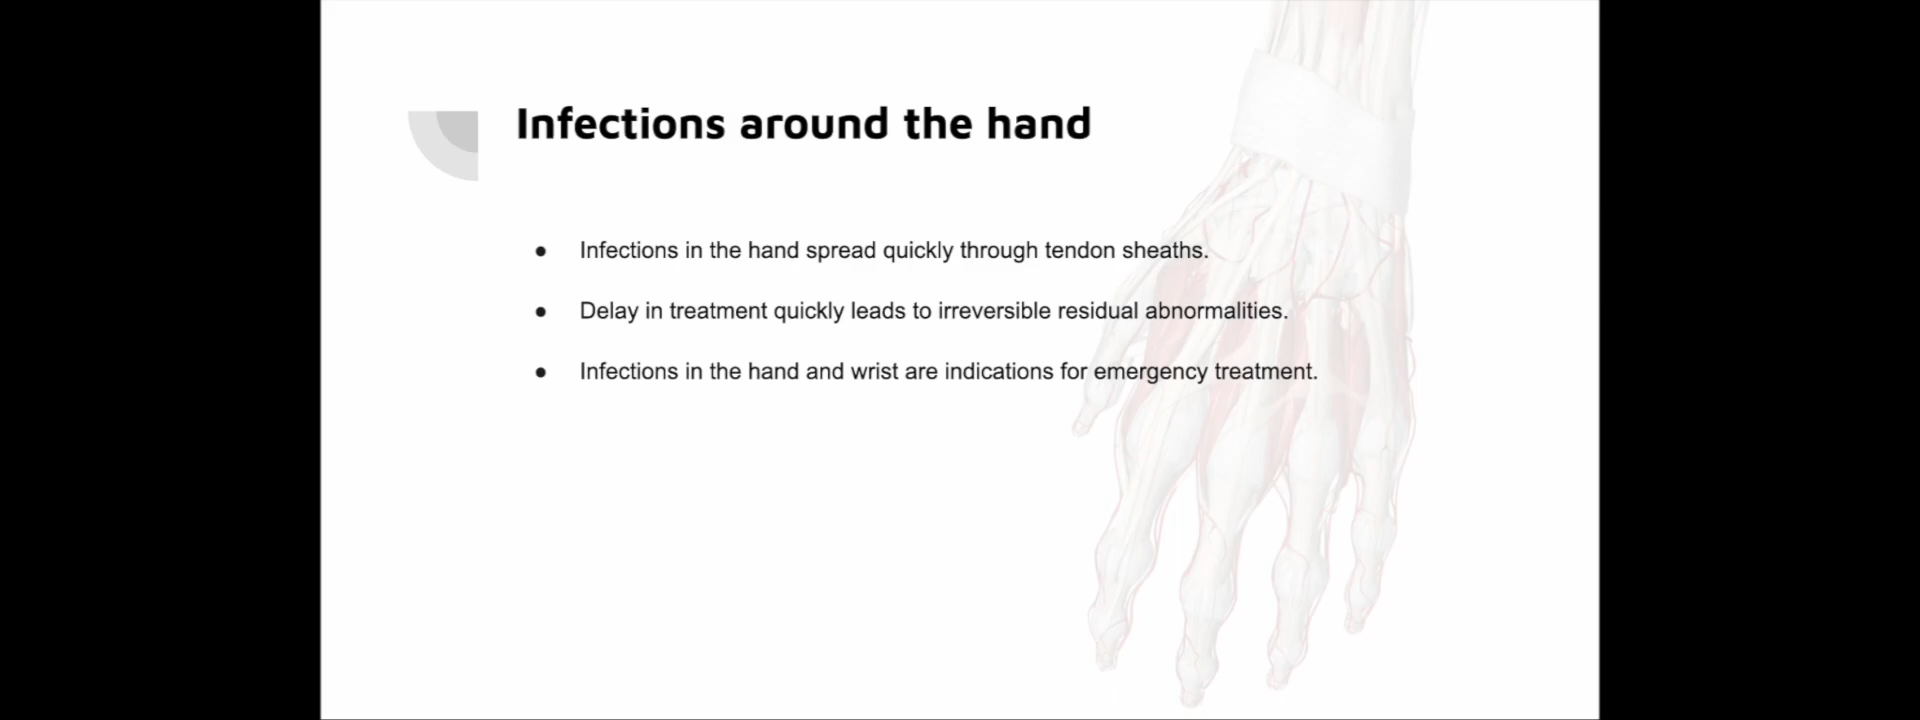 Infections around the hand
● Infections in the hand spread quickly through tendon sheaths.
● Delay in treatment quickly leads to irreversible residual abnormalities.
● Infections in the hand and wrist are indications for emergency treatment.